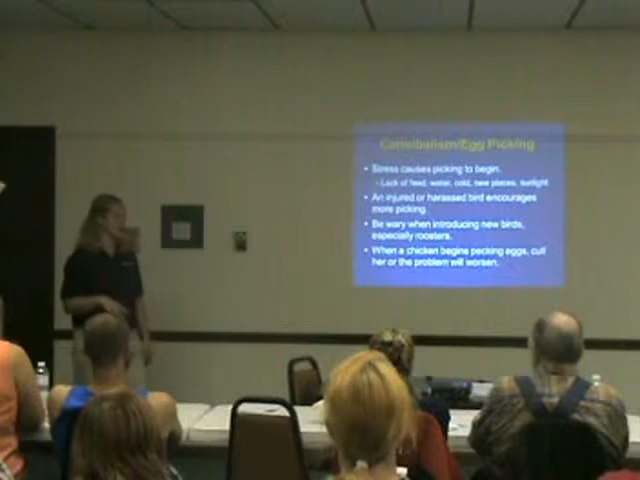 Cannibalism/Egg Picking
• Stress causes picking to begin.
- Lack of feed, water, cold, new places, sunlight
• An injured or harassed bird encourages
more picking.
• Be wary when introducing new birds,
especially roosters.
• When a chicken begins pecking eggs, cull
her or the problem will worsen.